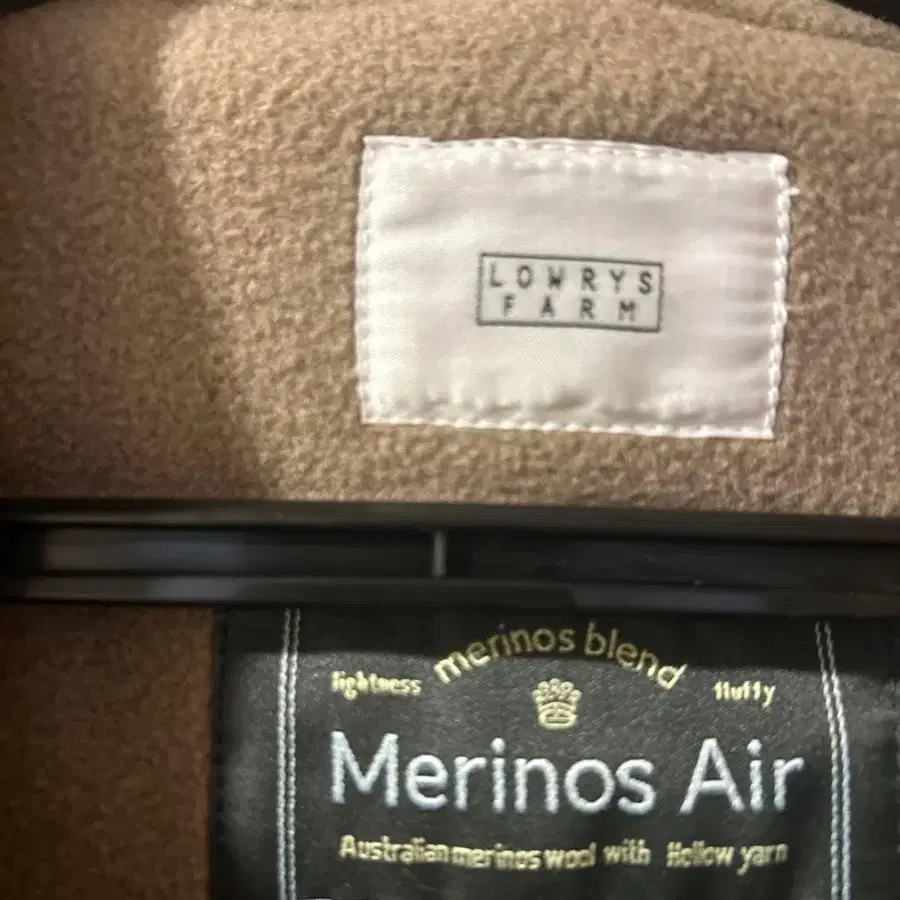 LOWRYS
FARM
merinos blend
lightness
fluffy
Merinos Air
Australian merinos wool with Hollow yarn